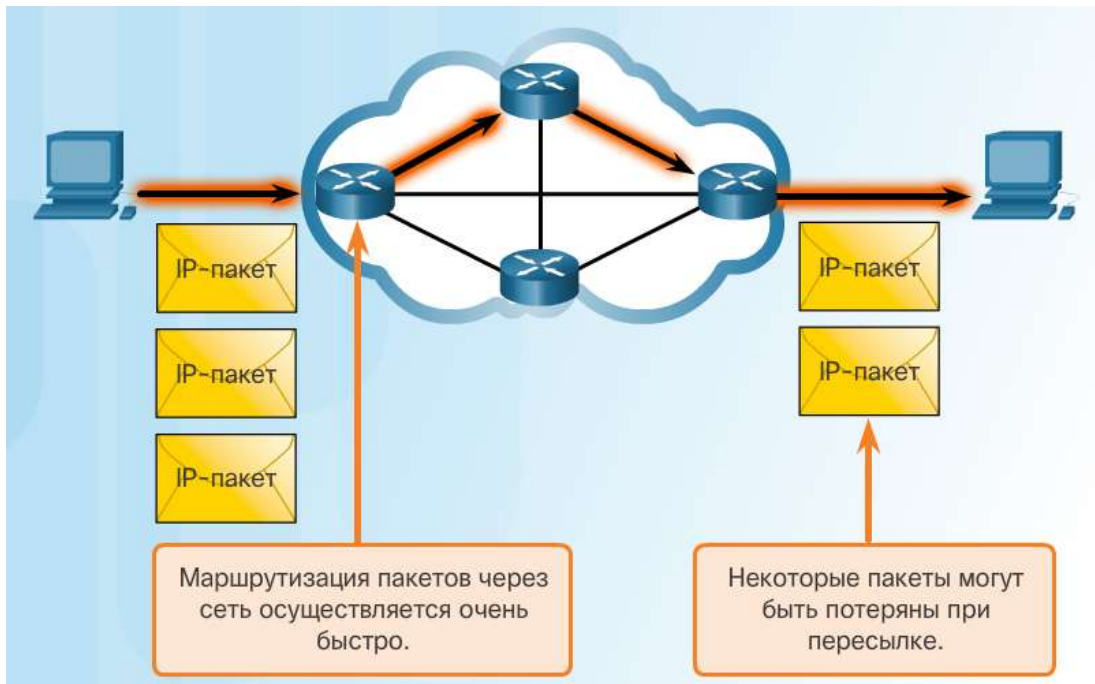 IP-пакет
IP-пакет
IP-пакет
IP-пакет
IP-пакет
Маршрутизация пакетов через
сеть осуществляется очень
быстро.
Некоторые пакеты могут
быть потеряны при
пересылке.